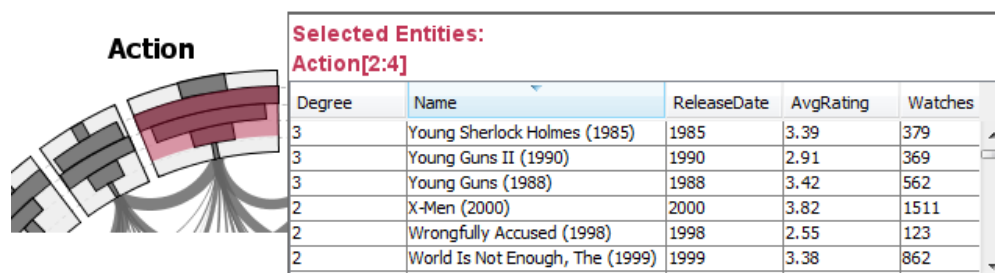 Action
Selected Entities:
Action[2:4]
Degree Name ReleaseDate AvgRating Watches
3 Young Sherlock Holmes (1985) 1985 3.39 379
3 Young Guns II (1990) 1990 2.91 369
3 Young Guns (1988) 1988 3.42 562
2 X-Men (2000) 2000 3.82 1511
2 Wrongfully Accused (1998) 1998 2.55 123
2 World Is Not Enough, The (1999) 1999 3.38 862